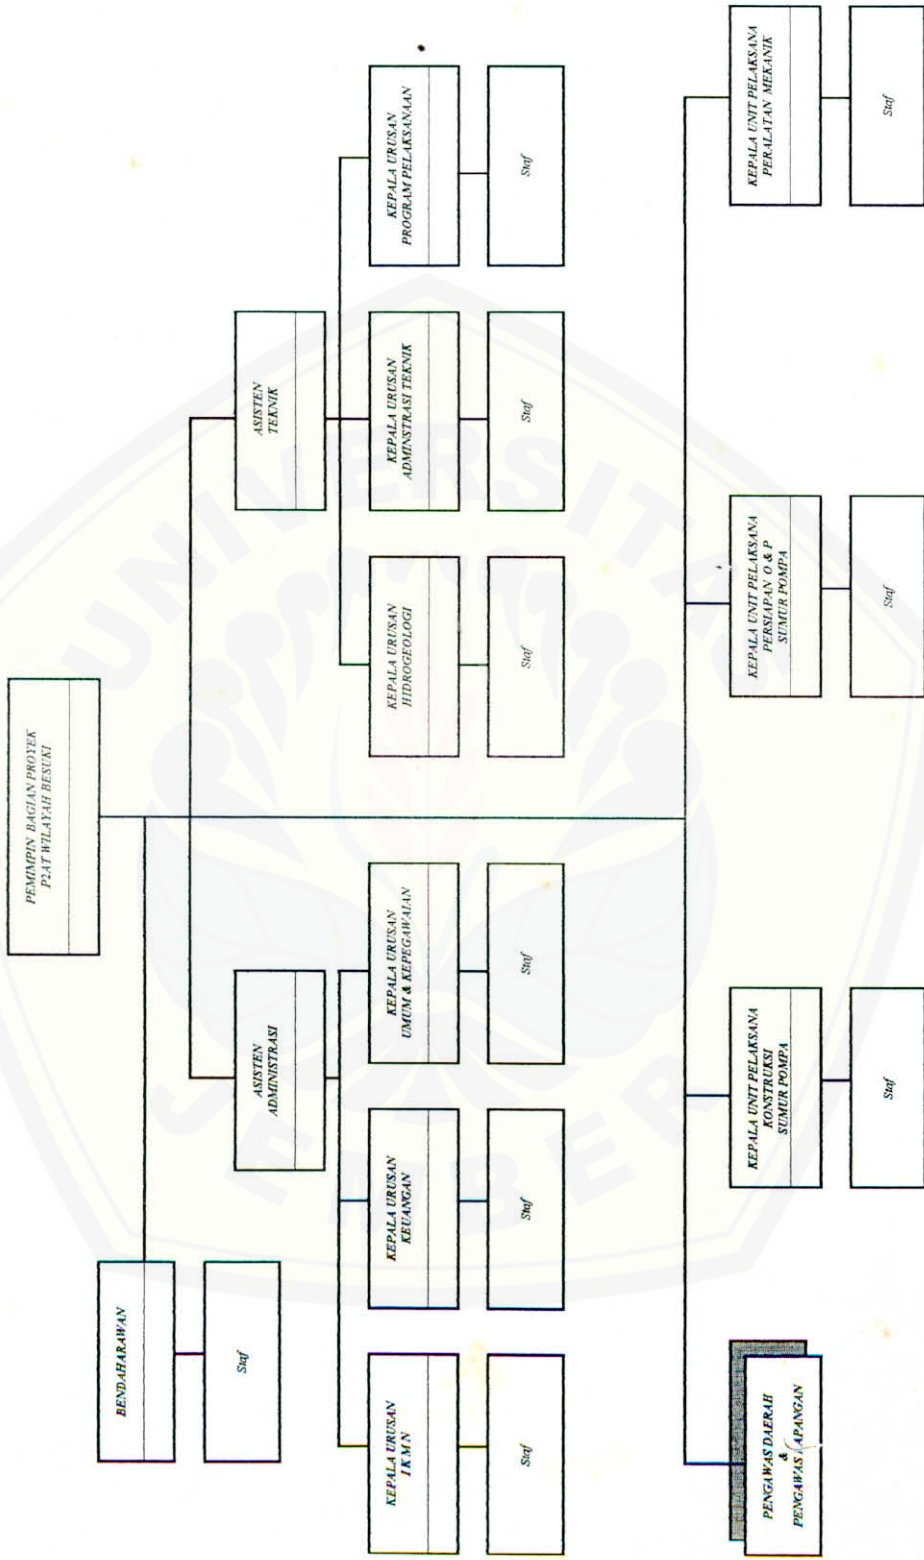 PEMIMPIN BAGIAN PROYEK
P2AT WILAYAH BESUKI
BENDAHARAWAN
Staf
ASISTEN
ADMINISTRASI
ASISTEN
TEKNIK
KEPALA URUSAN
IKMN
KEPALA URUSAN
KEUANGAN
KEPALA URUSAN
UMUM & KEPEGAWAIAN
KEPALA URUSAN
HIDROGEOLOGI
KEPALA URUSAN
ADMINSTRASI TEKNIK
KEPALA URUSAN
PROGRAM PELAKSANAAN
Staf
Staf
Staf
Staf
Staf
Staf
PENGAWAS DAERAH
&
PENGAWAS LAPANGAN
KEPALA UNIT PELAKSANA
KONSTRUKSI
SUMUR POMPA
KEPALA UNIT PELAKSANA
PERSIAPAN O & P
SUMUR POMPA
KEPALA UNIT PELAKSANA
PERALATAN MEKANIK
Staf
Staf
Staf
UNIVERSITAS
JEMBER